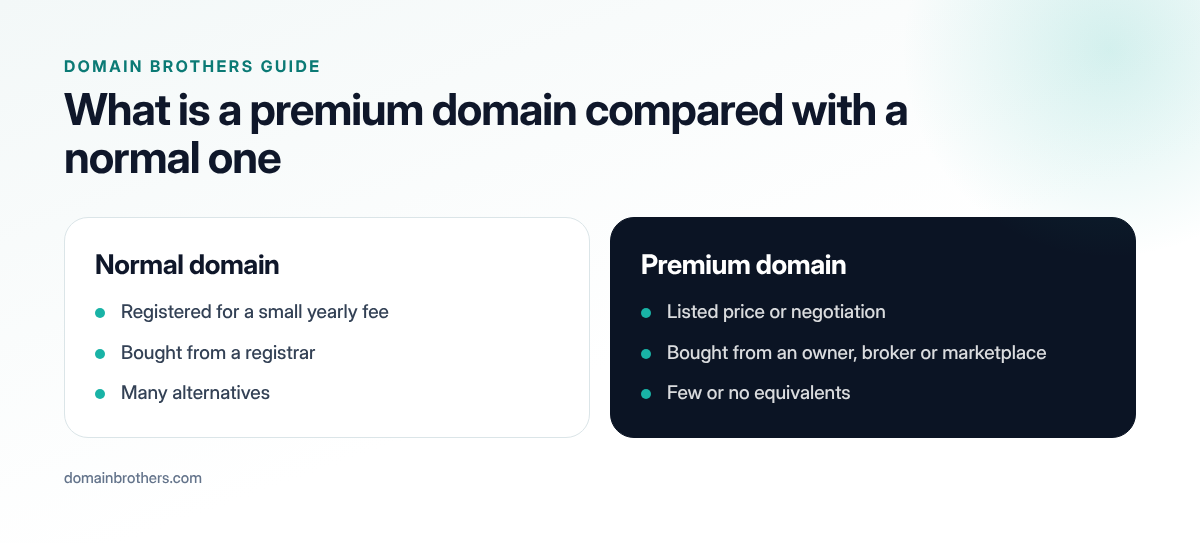 DOMAIN BROTHERS GUIDE
What is a premium domain compared with a
normal one
Normal domain
Registered for a small yearly fee
Bought from a registrar
Many alternatives
Premium domain
Listed price or negotiation
Bought from an owner, broker or marketplace
Few or no equivalents
domainbrothers.com